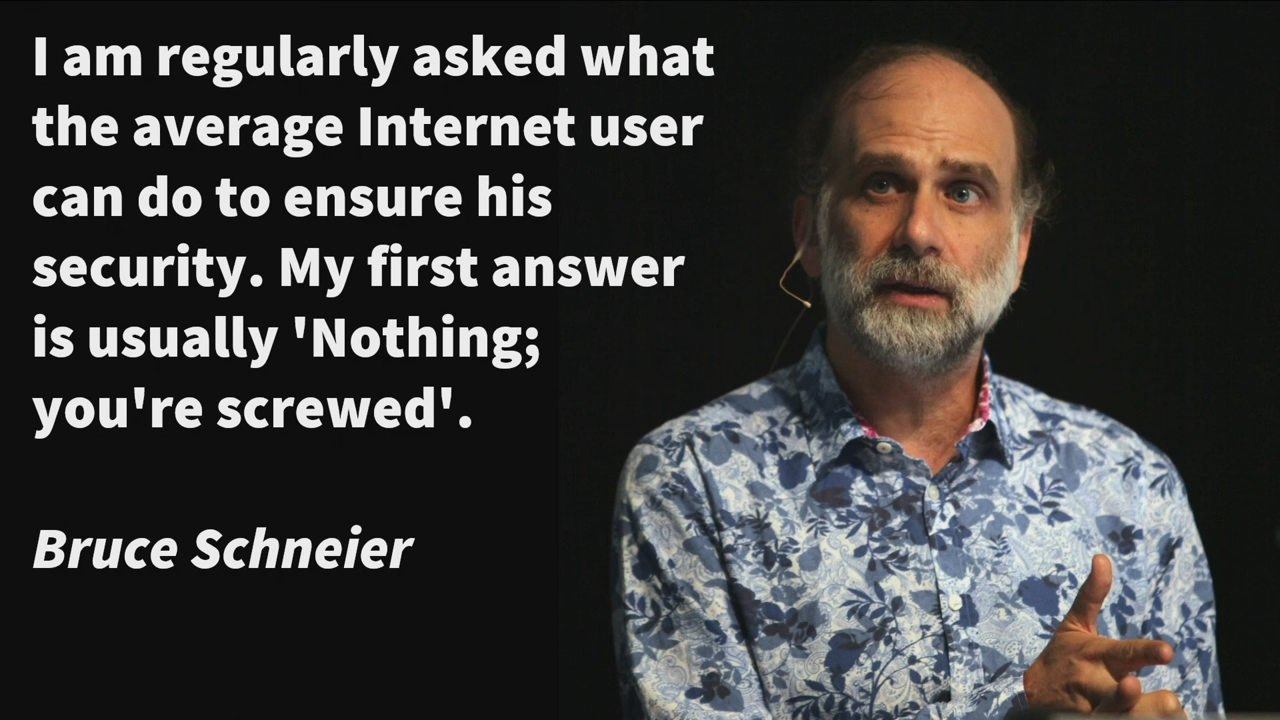 I am regularly asked what
the average Internet user
can do to ensure his
security. My first answer
is usually 'Nothing;
you're screwed'.
Bruce Schneier